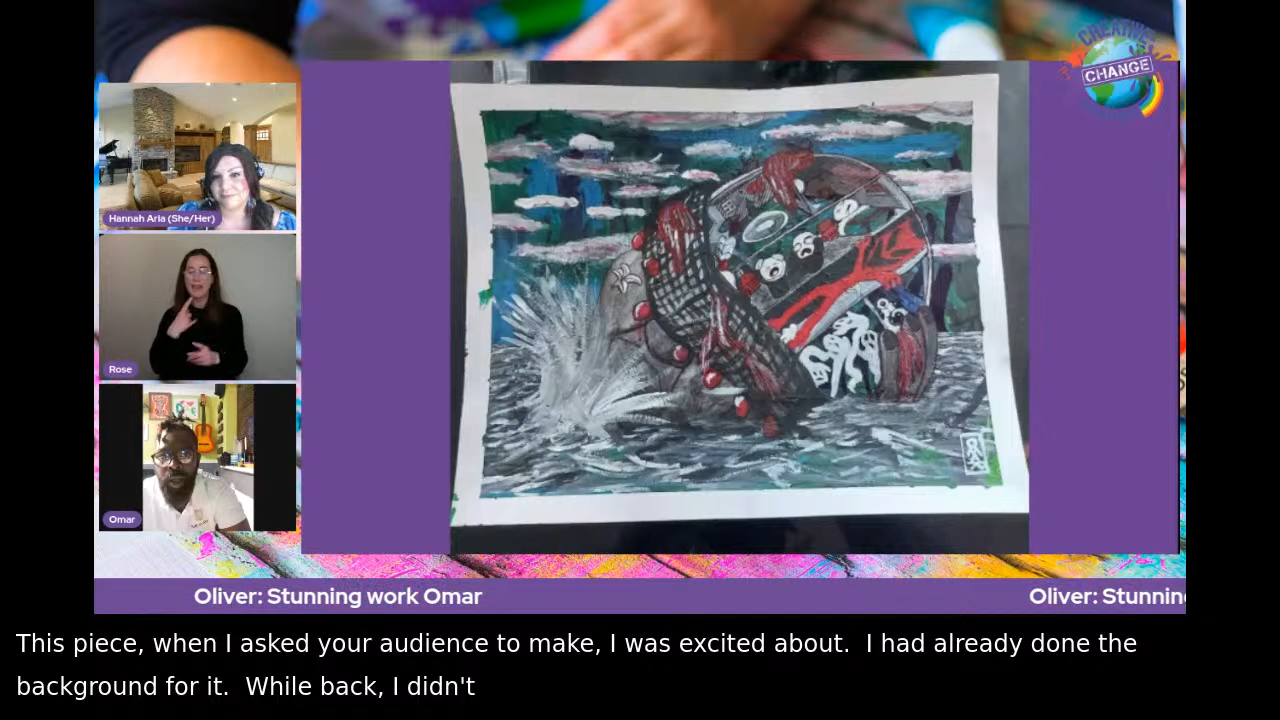 CREATIVE
CHANGE
Hannah Aria (She/Her)
Rose
Omar
Oliver: Stunning work Omar
Oliver: Stunnin
This piece, when I asked your audience to make, I was excited about.  I had already done the
background for it.  While back, I didn't